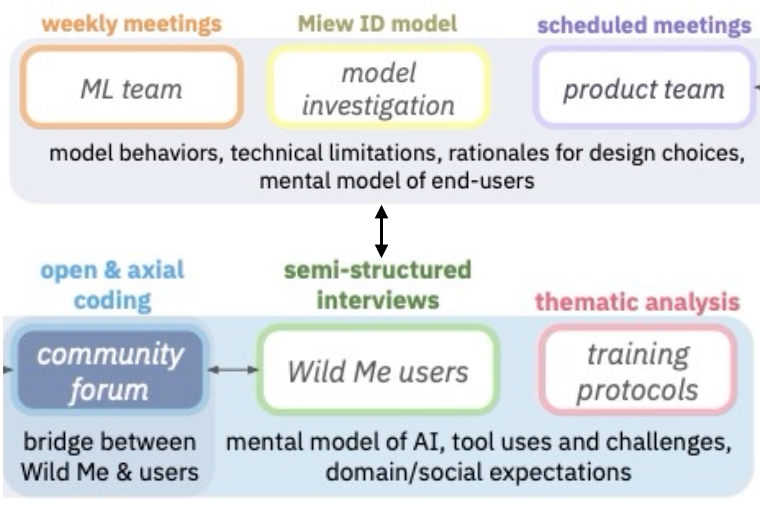 weekly meetings
Miew ID model
scheduled meetings
ML team
model
investigation
product team
model behaviors, technical limitations, rationales for design choices,
mental model of end-users
open & axial
coding
semi-structured
interviews
thematic analysis
community
forum
Wild Me users
training
protocols
bridge between
Wild Me & users
mental model of AI, tool uses and challenges,
domain/social expectations